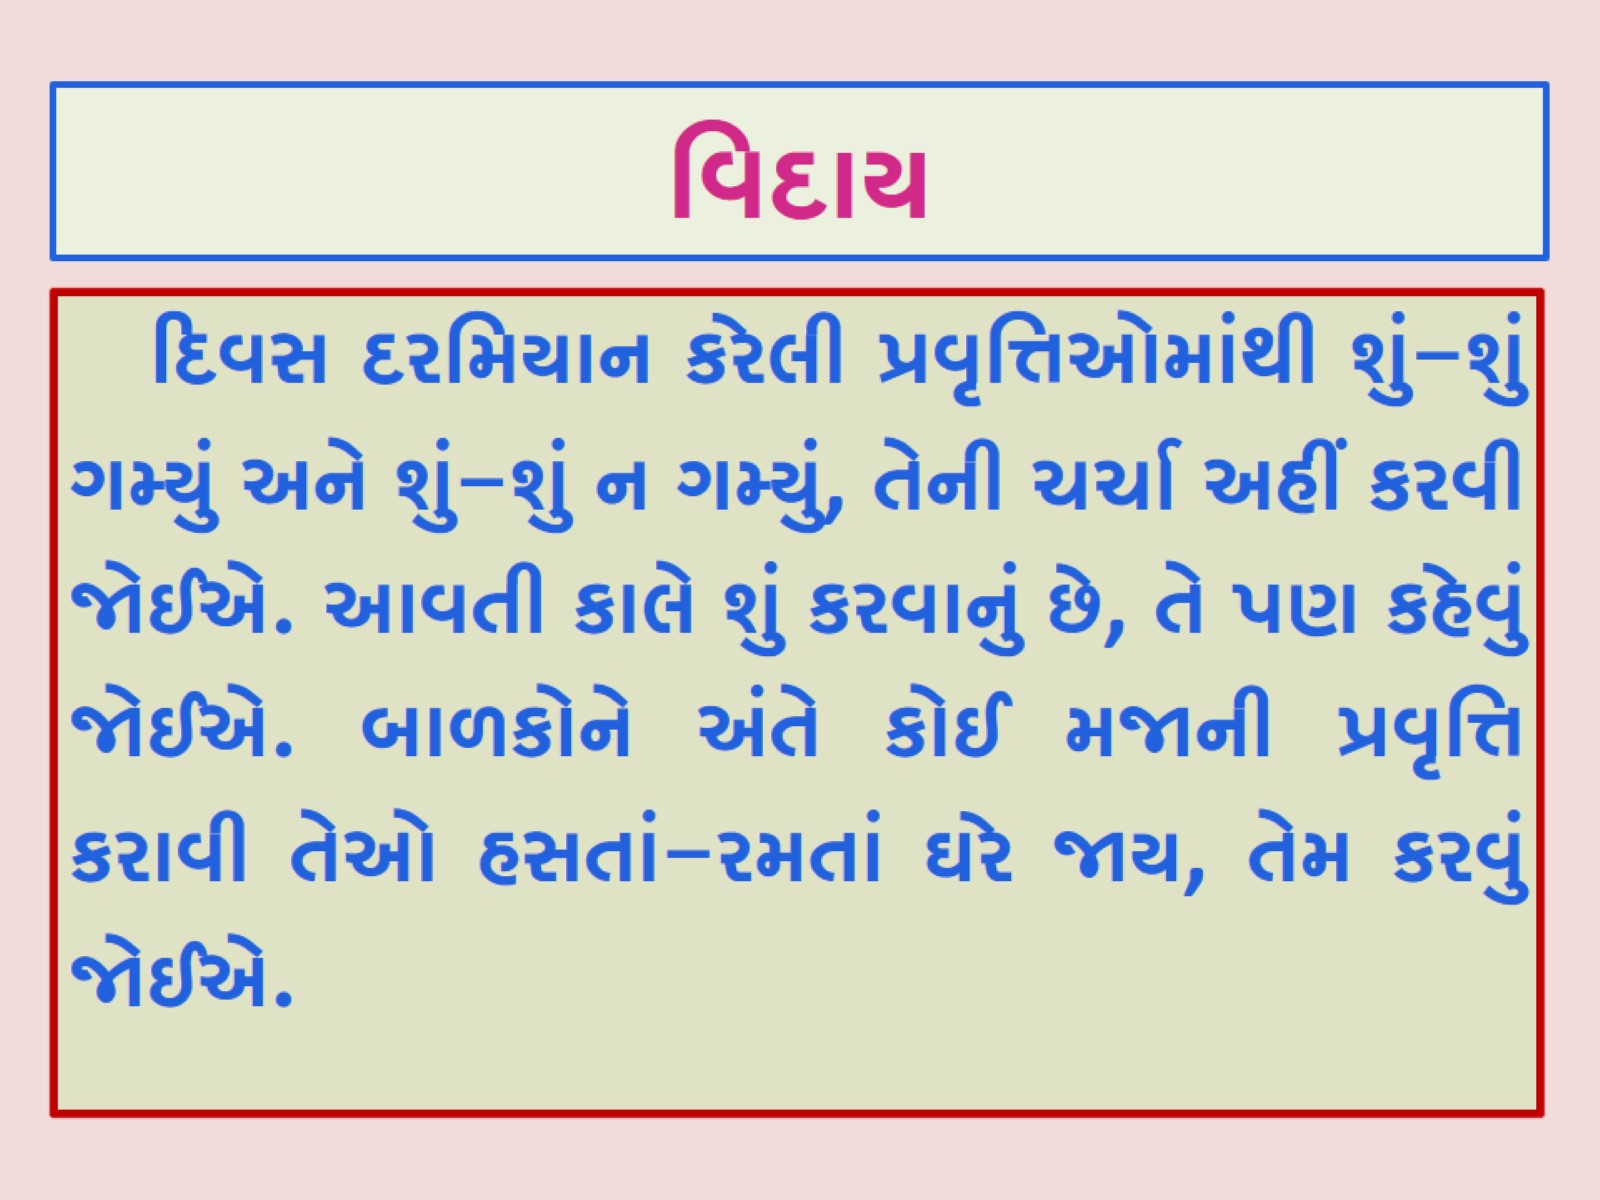 વિદાય
દિવસ દરમિયાન કરેલી પ્રવૃત્તિઓમાંથી શું–શું
ગમ્યું અને શું–શું ન ગમ્યું, તેની ચર્ચા અહીં કરવી
જોઈએ. આવતી કાલે શું કરવાનું છે, તે પણ કહેવું
જોઈએ. બાળકોને અંતે કોઈ મજાની પ્રવૃત્તિ
કરાવી તેઓ હસતાં–રમતાં ઘરે જાય, તેમ કરવું
જોઈએ.